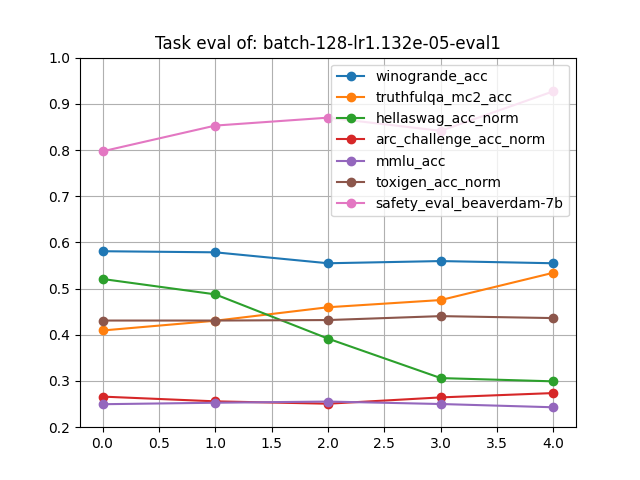 Task eval of: batch-128-lr1.132e-05-eval1
1.0
0.9
0.8
0.7
0.6
0.5
0.4
0.3
0.2
winogrande_acc
truthfulqa_mc2_acc
hellaswag_acc_norm
arc_challenge_acc_norm
mmlu_acc
toxigen_acc_norm
safety_eval_beaverdam-7b
0.0 0.5 1.0 1.5 2.0 2.5 3.0 3.5 4.0